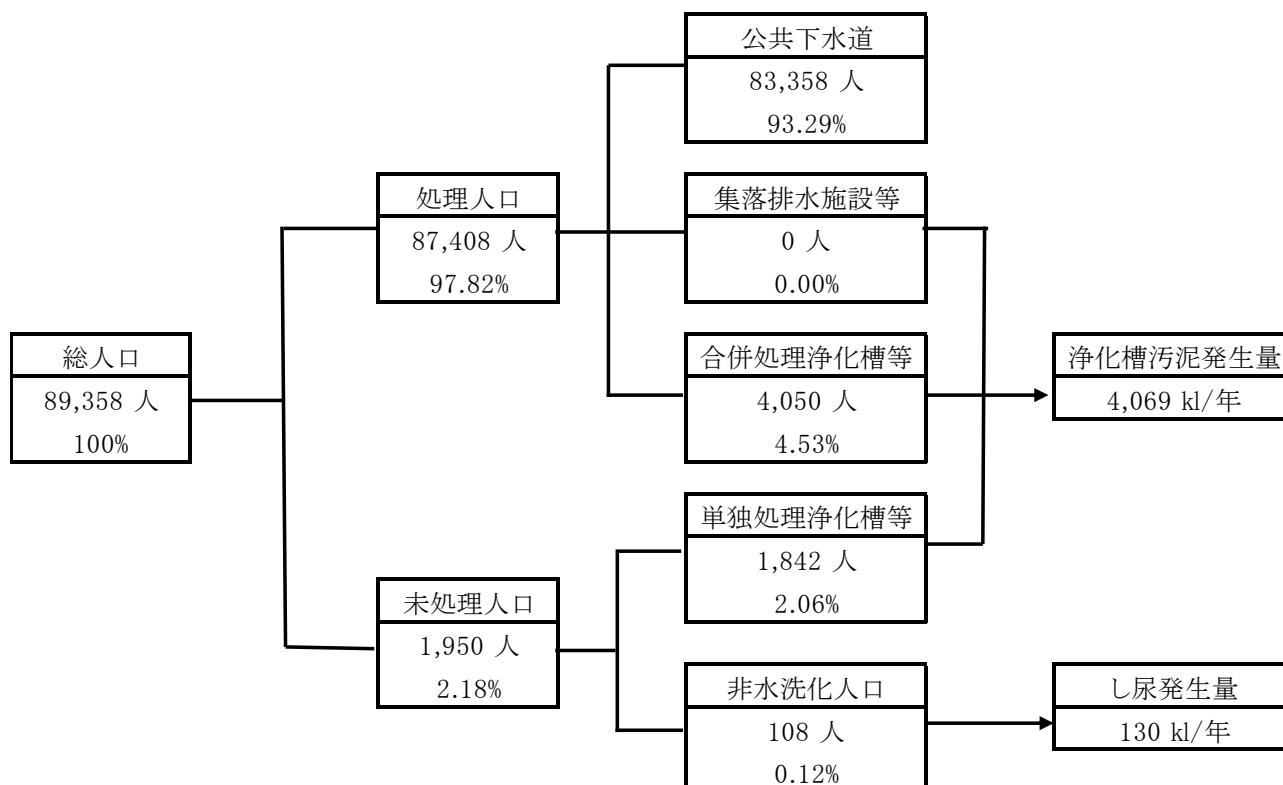 公共下水道
83,358 人
93.29%
処理人口
87,408 人
97.82%
集落排水施設等
0 人
0.00%
総人口
89,358 人
100%
合併処理浄化槽等
4,050 人
4.53%
浄化槽汚泥発生量
4,069 kl/年
単独処理浄化槽等
1,842 人
2.06%
未処理人口
1,950 人
2.18%
非水洗化人口
108 人
0.12%
し尿発生量
130 kl/年